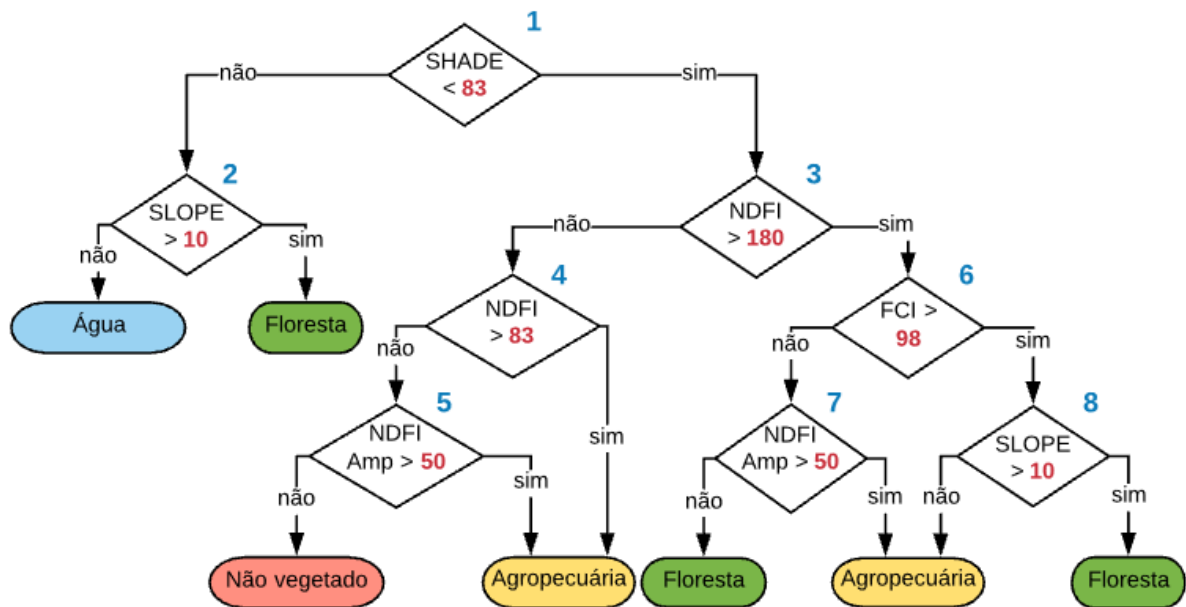 1
SHADE
< 83
não
sim
2
SLOPE
> 10
não
sim
3
NDFI
> 180
não
sim
Água
Floresta
4
NDFI
> 83
não
sim
6
FCI >
98
não
sim
5
NDFI
Amp > 50
não
sim
7
NDFI
Amp > 50
não
sim
8
SLOPE
> 10
não
sim
Não vegetado
Agropecuária
Floresta
Agropecuária
Floresta